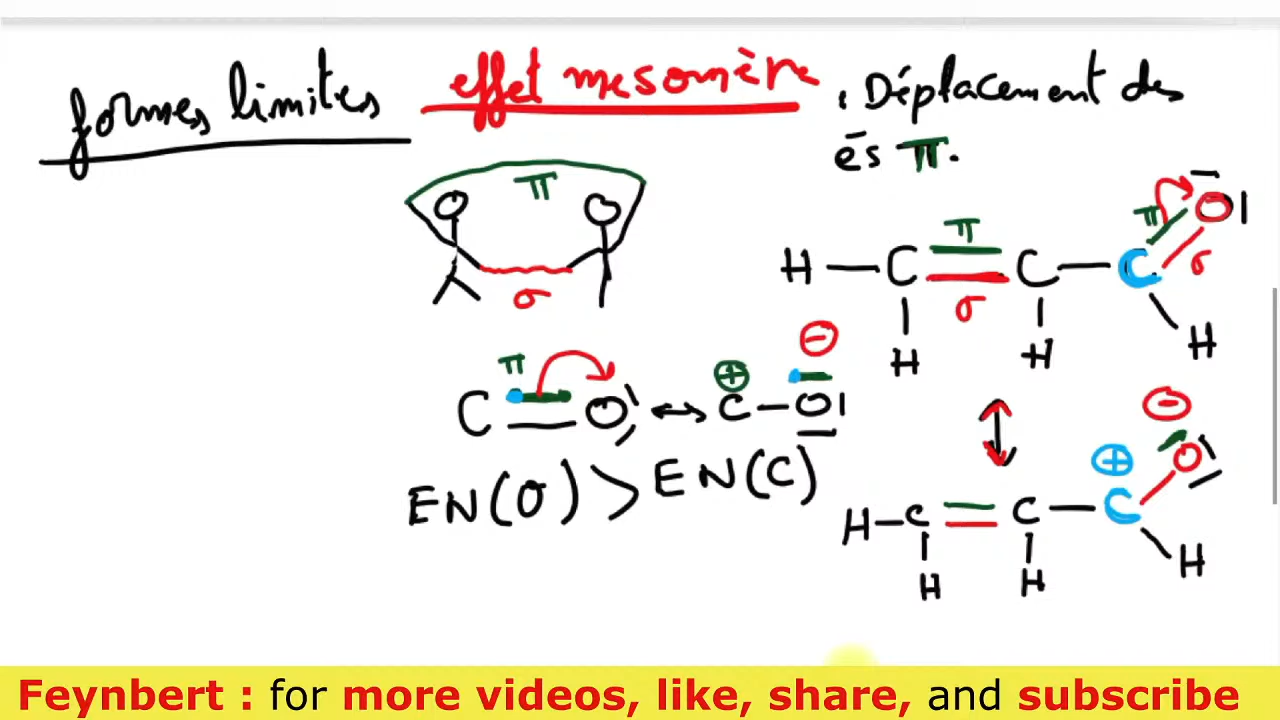 formes limites
effet mesomère : Déplacement des
és π.
π
σ
π
C = O ↔ C – O
⊕ ⊖
EN(O) > EN(C)
H – C = C – C = O
π π
σ σ
H H H
H – C = C – C – O
⊕ ⊖
H H H
Feynbert : for more videos, like, share, and subscribe